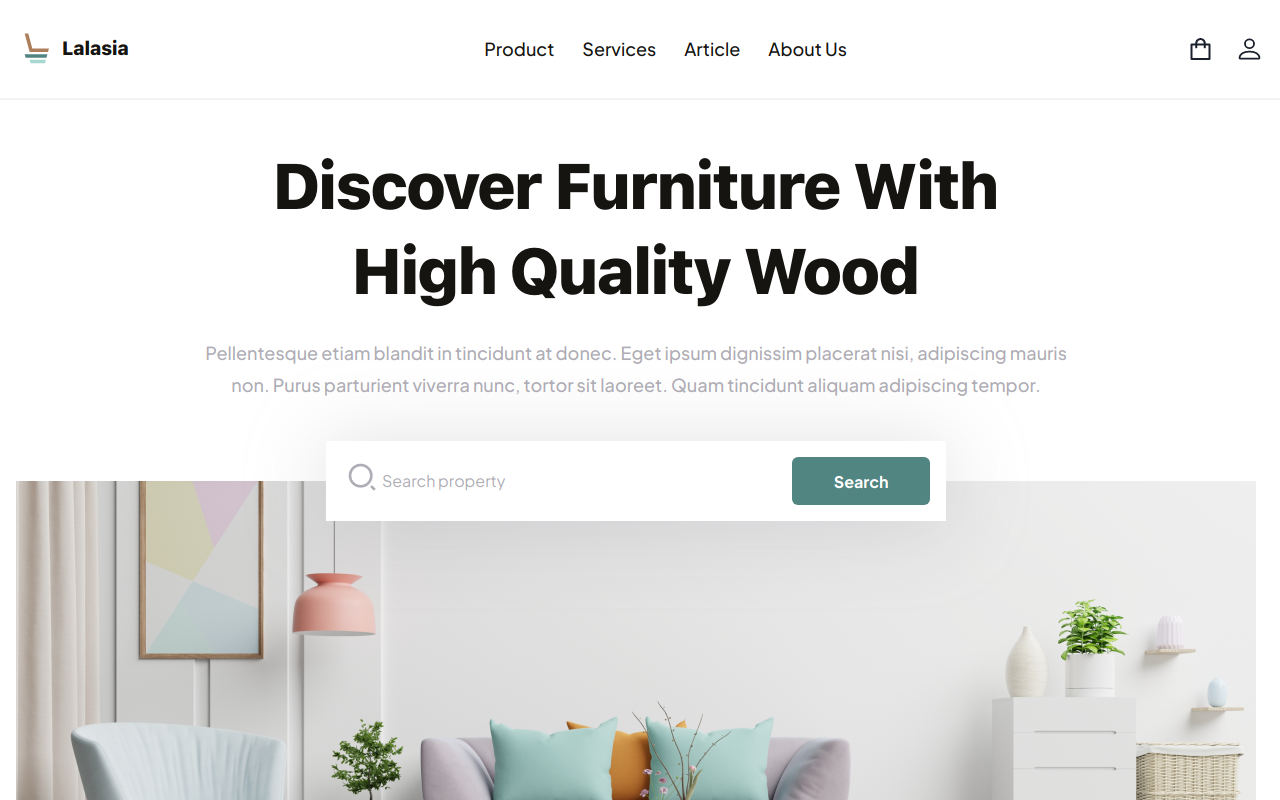 Lalasia
Product Services Article About Us
Discover Furniture With
High Quality Wood
Pellentesque etiam blandit in tincidunt at donec. Eget ipsum dignissim placerat nisi, adipiscing mauris
non. Purus parturient viverra nunc, tortor sit laoreet. Quam tincidunt aliquam adipiscing tempor.
Search property
Search